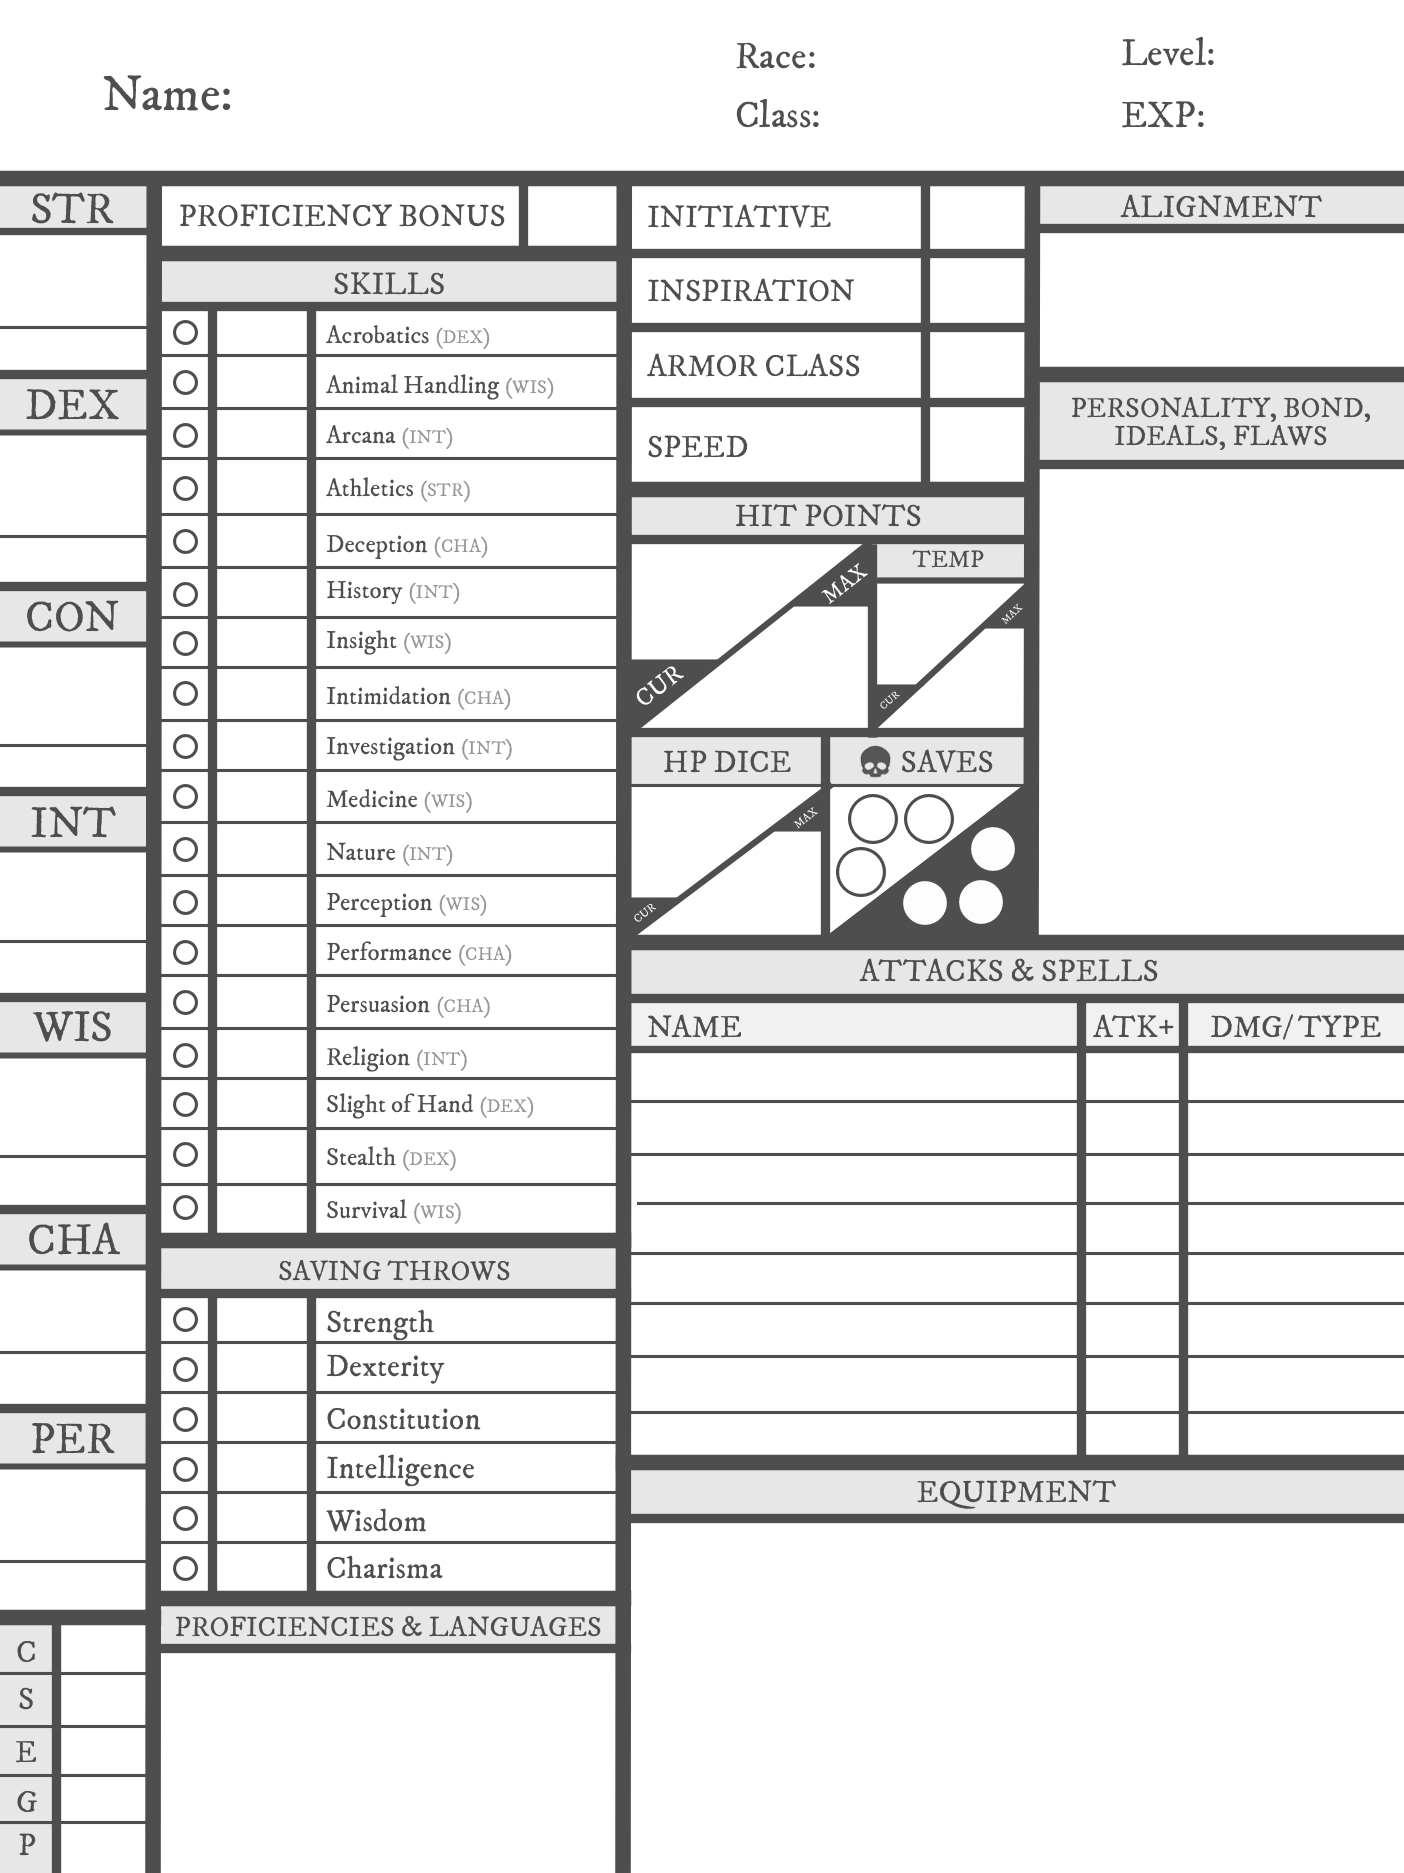 Name:
Race:
Class:
Level:
EXP:
STR
DEX
CON
INT
WIS
CHA
PER
C
S
E
G
P
PROFICIENCY BONUS
SKILLS
Acrobatics (DEX)
Animal Handling (WIS)
Arcana (INT)
Athletics (STR)
Deception (CHA)
History (INT)
Insight (WIS)
Intimidation (CHA)
Investigation (INT)
Medicine (WIS)
Nature (INT)
Perception (WIS)
Performance (CHA)
Persuasion (CHA)
Religion (INT)
Slight of Hand (DEX)
Stealth (DEX)
Survival (WIS)
SAVING THROWS
Strength
Dexterity
Constitution
Intelligence
Wisdom
Charisma
PROFICIENCIES & LANGUAGES
INITIATIVE
INSPIRATION
ARMOR CLASS
SPEED
HIT POINTS
MAX
CUR
TEMP
MAX
CUR
HP DICE
MAX
CUR
SAVES
ALIGNMENT
PERSONALITY, BOND,
IDEALS, FLAWS
ATTACKS & SPELLS
NAME ATK+ DMG/TYPE
EQUIPMENT